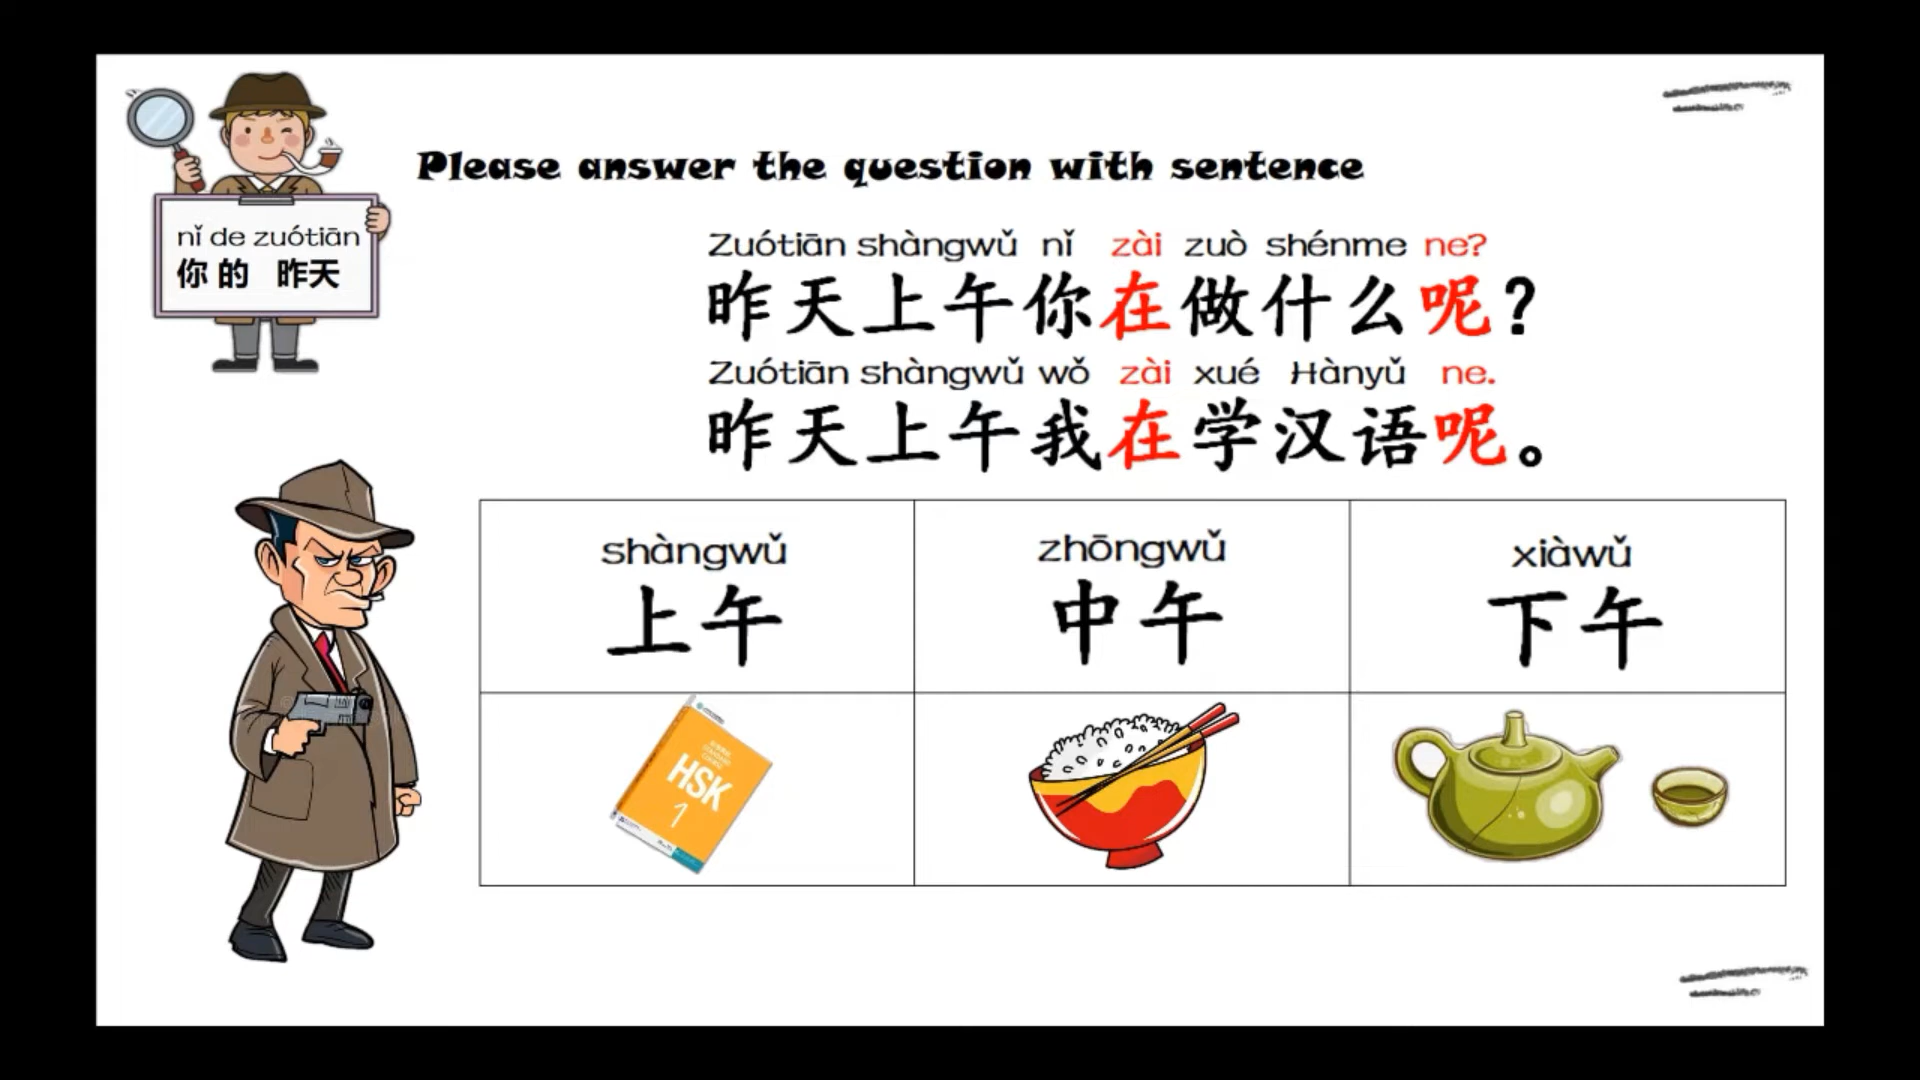 Please answer the question with sentence
nǐ de zuótiān
你的 昨天
Zuótiān shàngwǔ nǐ zài zuò shénme ne?
昨天上午你在做什么呢？
Zuótiān shàngwǔ wǒ zài xué Hànyǔ ne.
昨天上午我在学汉语呢。
shàngwǔ
上午
zhōngwǔ
中午
xiàwǔ
下午
HSK
1